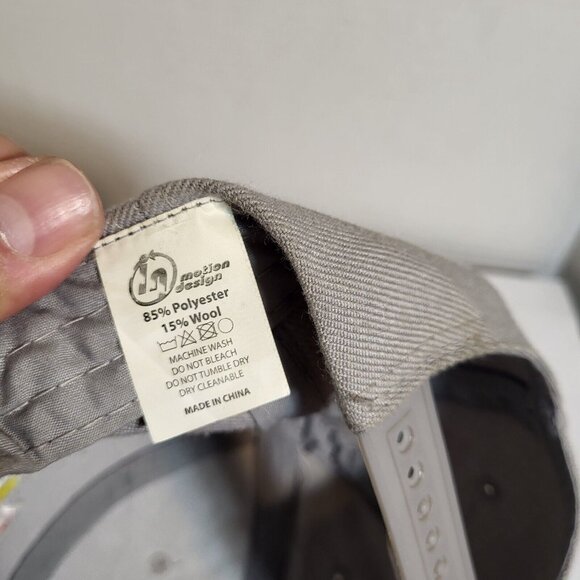 In motion
design
85% Polyester
15% Wool
MACHINE WASH
DO NOT BLEACH
DO NOT TUMBLE DRY
DRY CLEANABLE
MADE IN CHINA